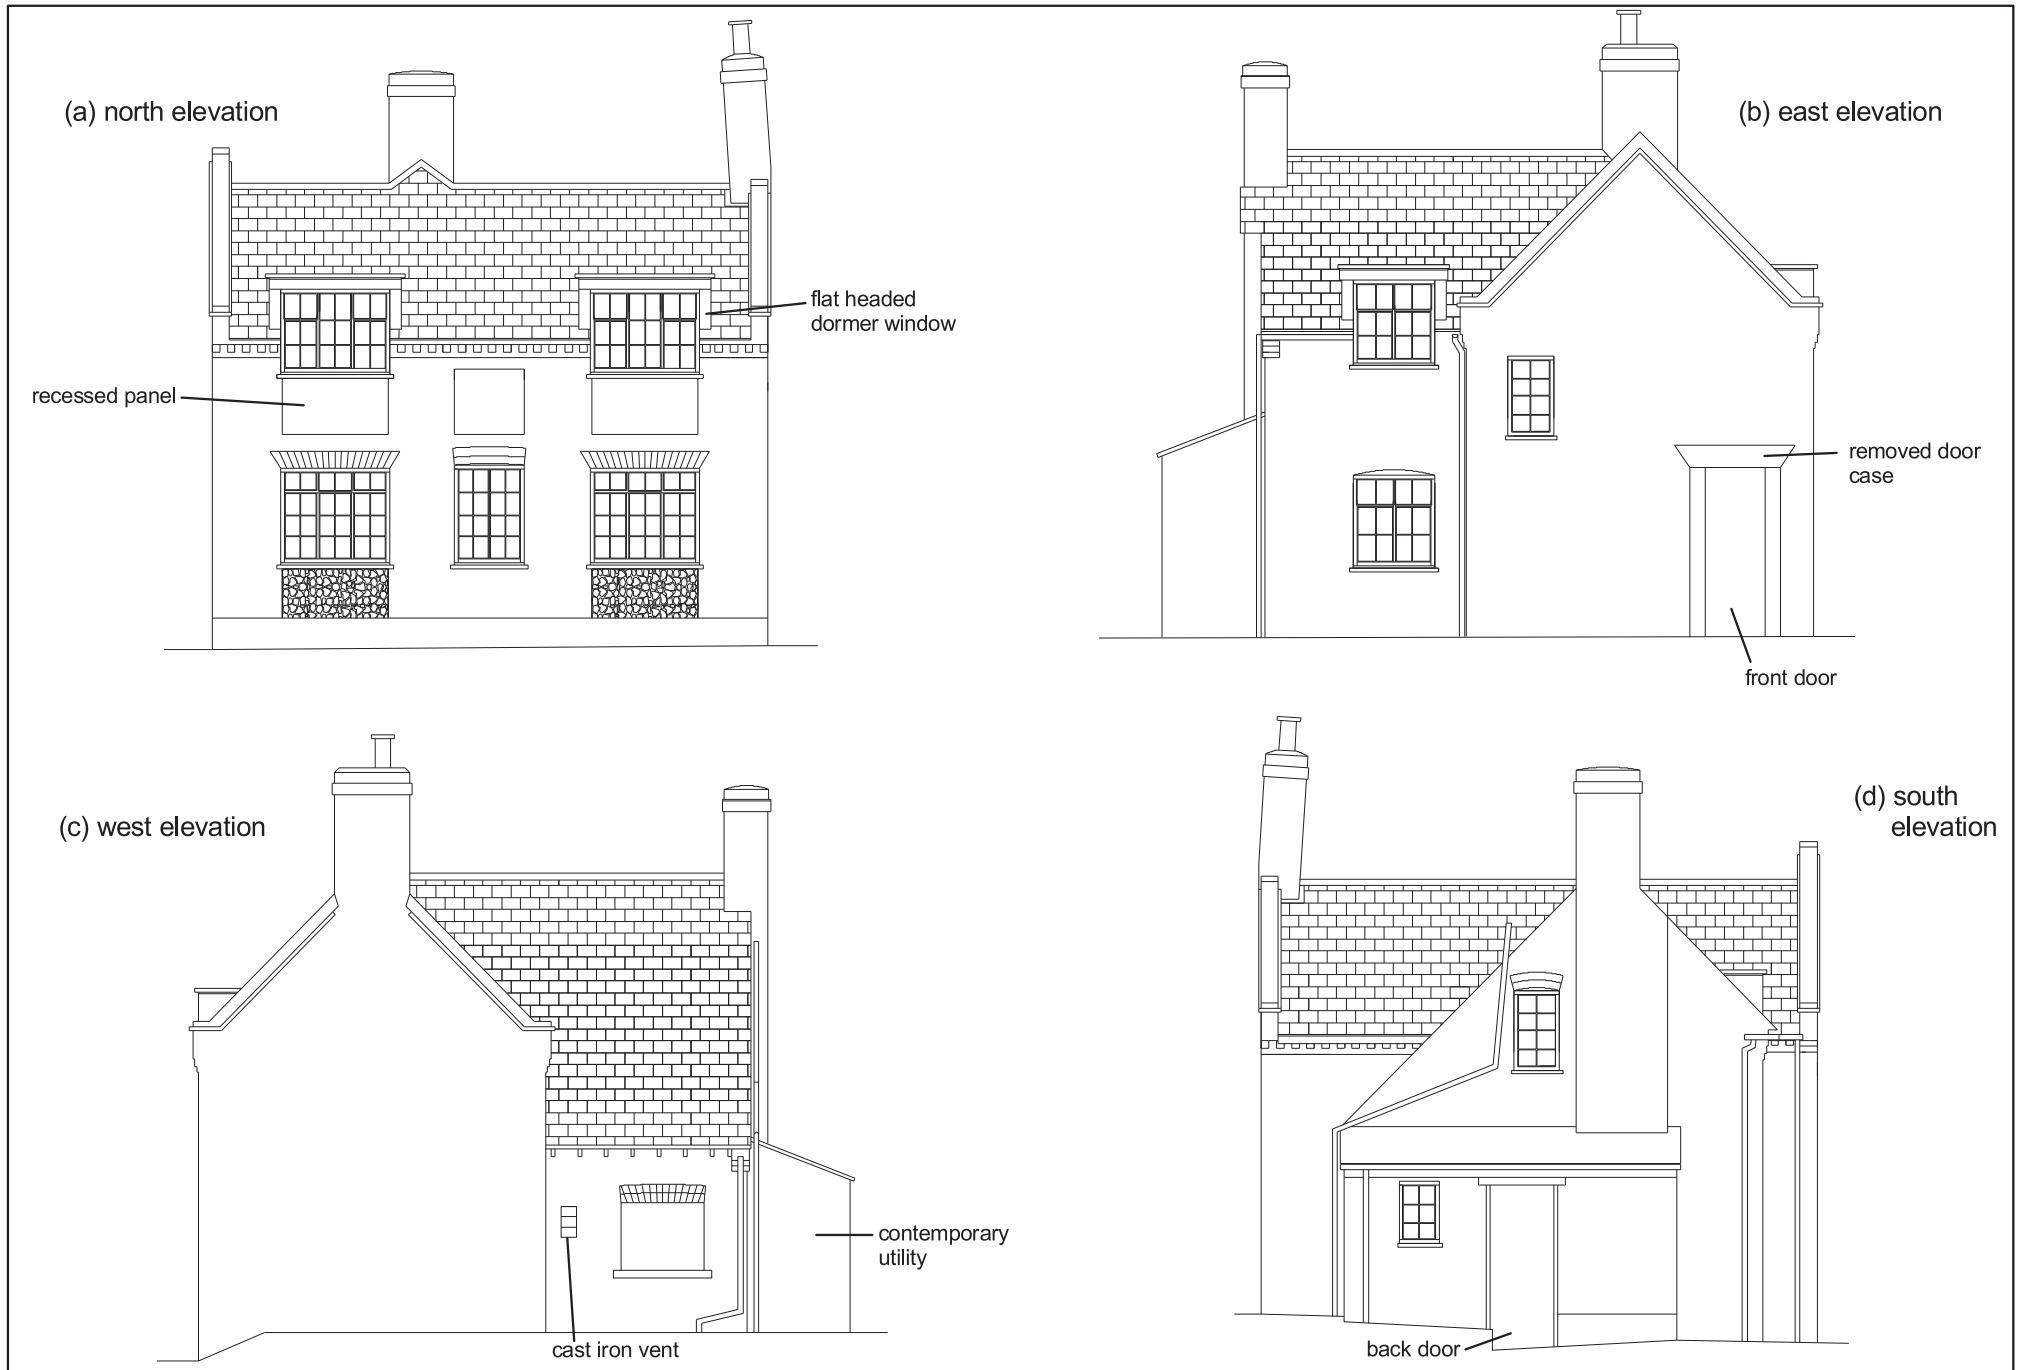 (a) north elevation
(b) east elevation
flat headed
dormer window
recessed panel
removed door
case
front door
(c) west elevation
(d) south
elevation
contemporary
utility
cast iron vent
back door